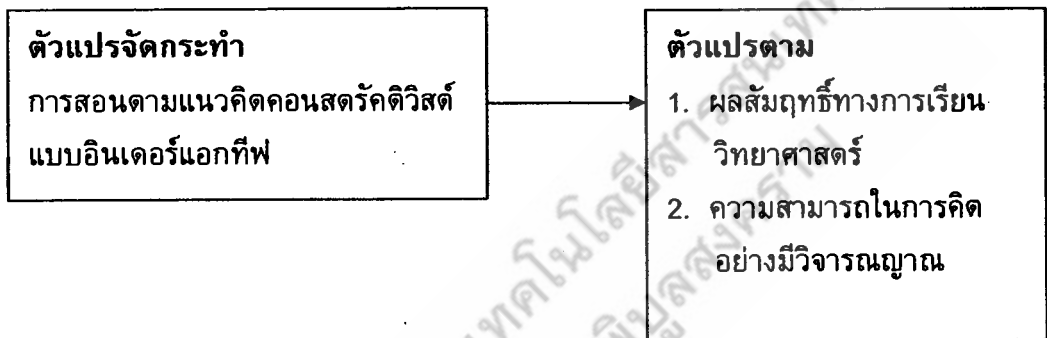 ตัวแปรจัดกระทำ
การสอนตามแนวคิดคอนสตรัคติวิสต์
แบบอินเตอร์แอกทีฟ
ตัวแปรตาม
1. ผลสัมฤทธิ์ทางการเรียน
วิทยาศาสตร์
2. ความสามารถในการคิด
อย่างมีวิจารณญาณ